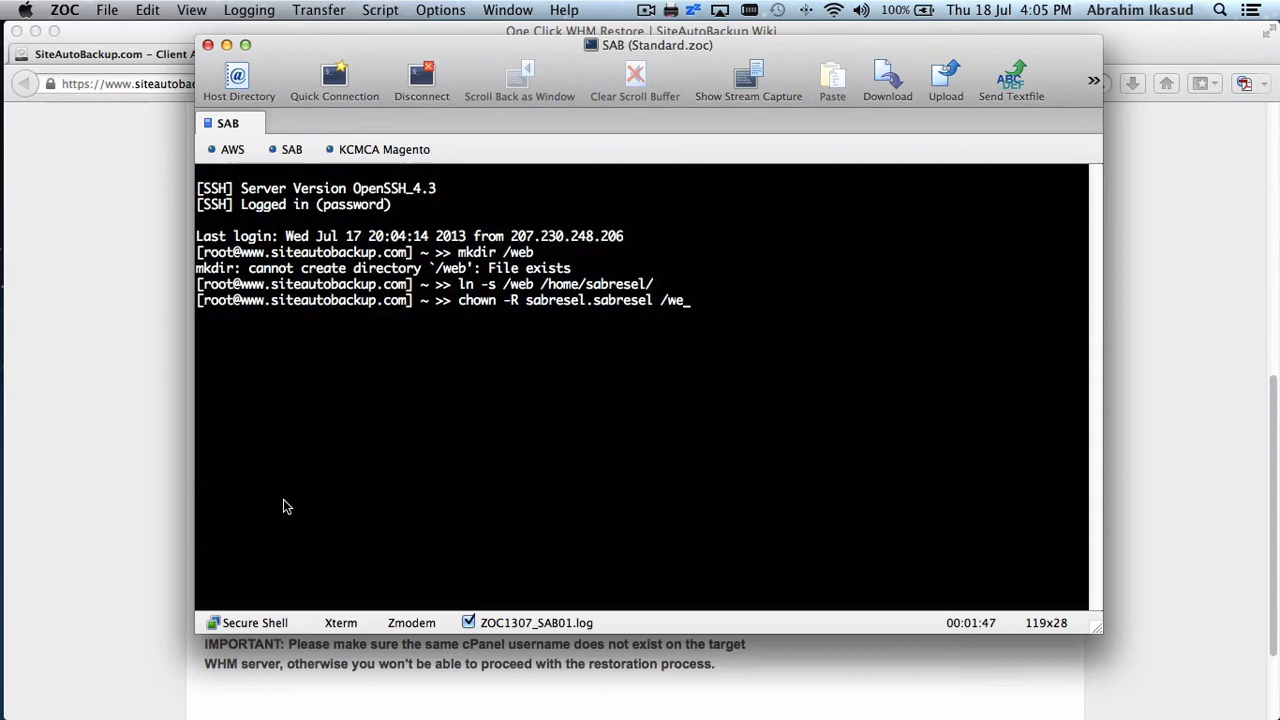 ZOC File Edit View Logging Transfer Script Options Window Help 100% Thu 18 Jul 4:05 PM Abrahim Ikasud
One Click WHM Restore | SiteAutoBackup Wiki
SAB (Standard.zoc)
SiteAutoBackup.com – Client A
https://www.siteautobac
Host Directory Quick Connection Disconnect Scroll Back as Window Clear Scroll Buffer Show Stream Capture Paste Download Upload Send Textfile
SAB
AWS SAB KCMCA Magento
[SSH] Server Version OpenSSH_4.3
[SSH] Logged in (password)
Last login: Wed Jul 17 20:04:14 2013 from 207.230.248.206
[root@www.siteautobackup.com] ~ >> mkdir /web
mkdir: cannot create directory `/web': File exists
[root@www.siteautobackup.com] ~ >> ln -s /web /home/sabresel/
[root@www.siteautobackup.com] ~ >> chown -R sabresel.sabresel /we_
Secure Shell Xterm Zmodem ZOC1307_SAB01.log 00:01:47 119x28
IMPORTANT: Please make sure the same cPanel username does not exist on the target
WHM server, otherwise you won't be able to proceed with the restoration process.